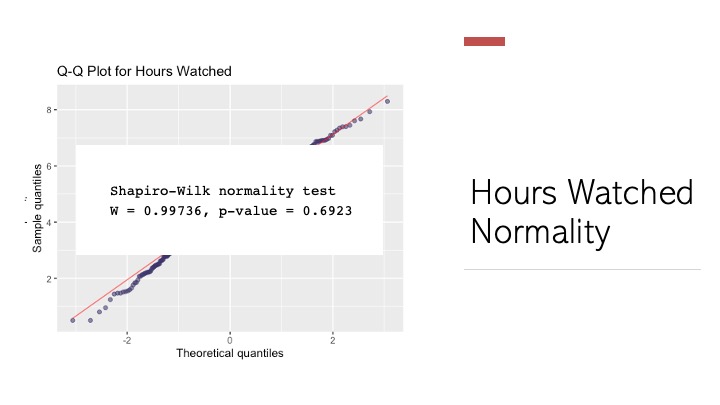 Q-Q Plot for Hours Watched
8
6
4
2
Sample quantiles
Shapiro-Wilk normality test
W = 0.99736, p-value = 0.6923
-2
0
2
Theoretical quantiles
Hours Watched
Normality